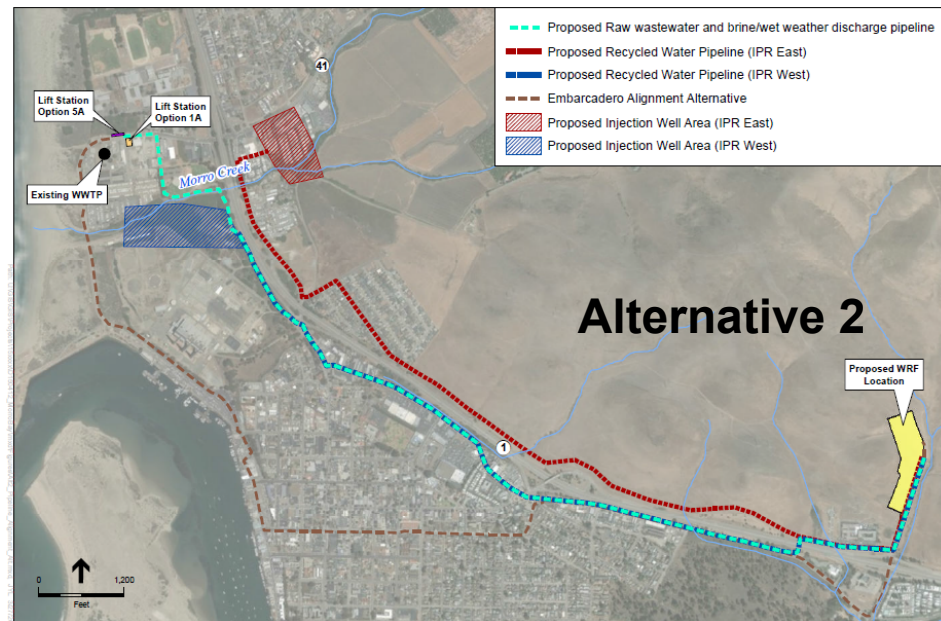 Proposed Raw wastewater and brine/wet weather discharge pipeline
Proposed Recycled Water Pipeline (IPR East)
Proposed Recycled Water Pipeline (IPR West)
Embarcadero Alignment Alternative
Proposed Injection Well Area (IPR East)
Proposed Injection Well Area (IPR West)
41
Lift Station
Option 5A
Lift Station
Option 1A
Morro Creek
Existing WWTP
Alternative 2
Proposed WRF
Location
1
0
1,200
Feet